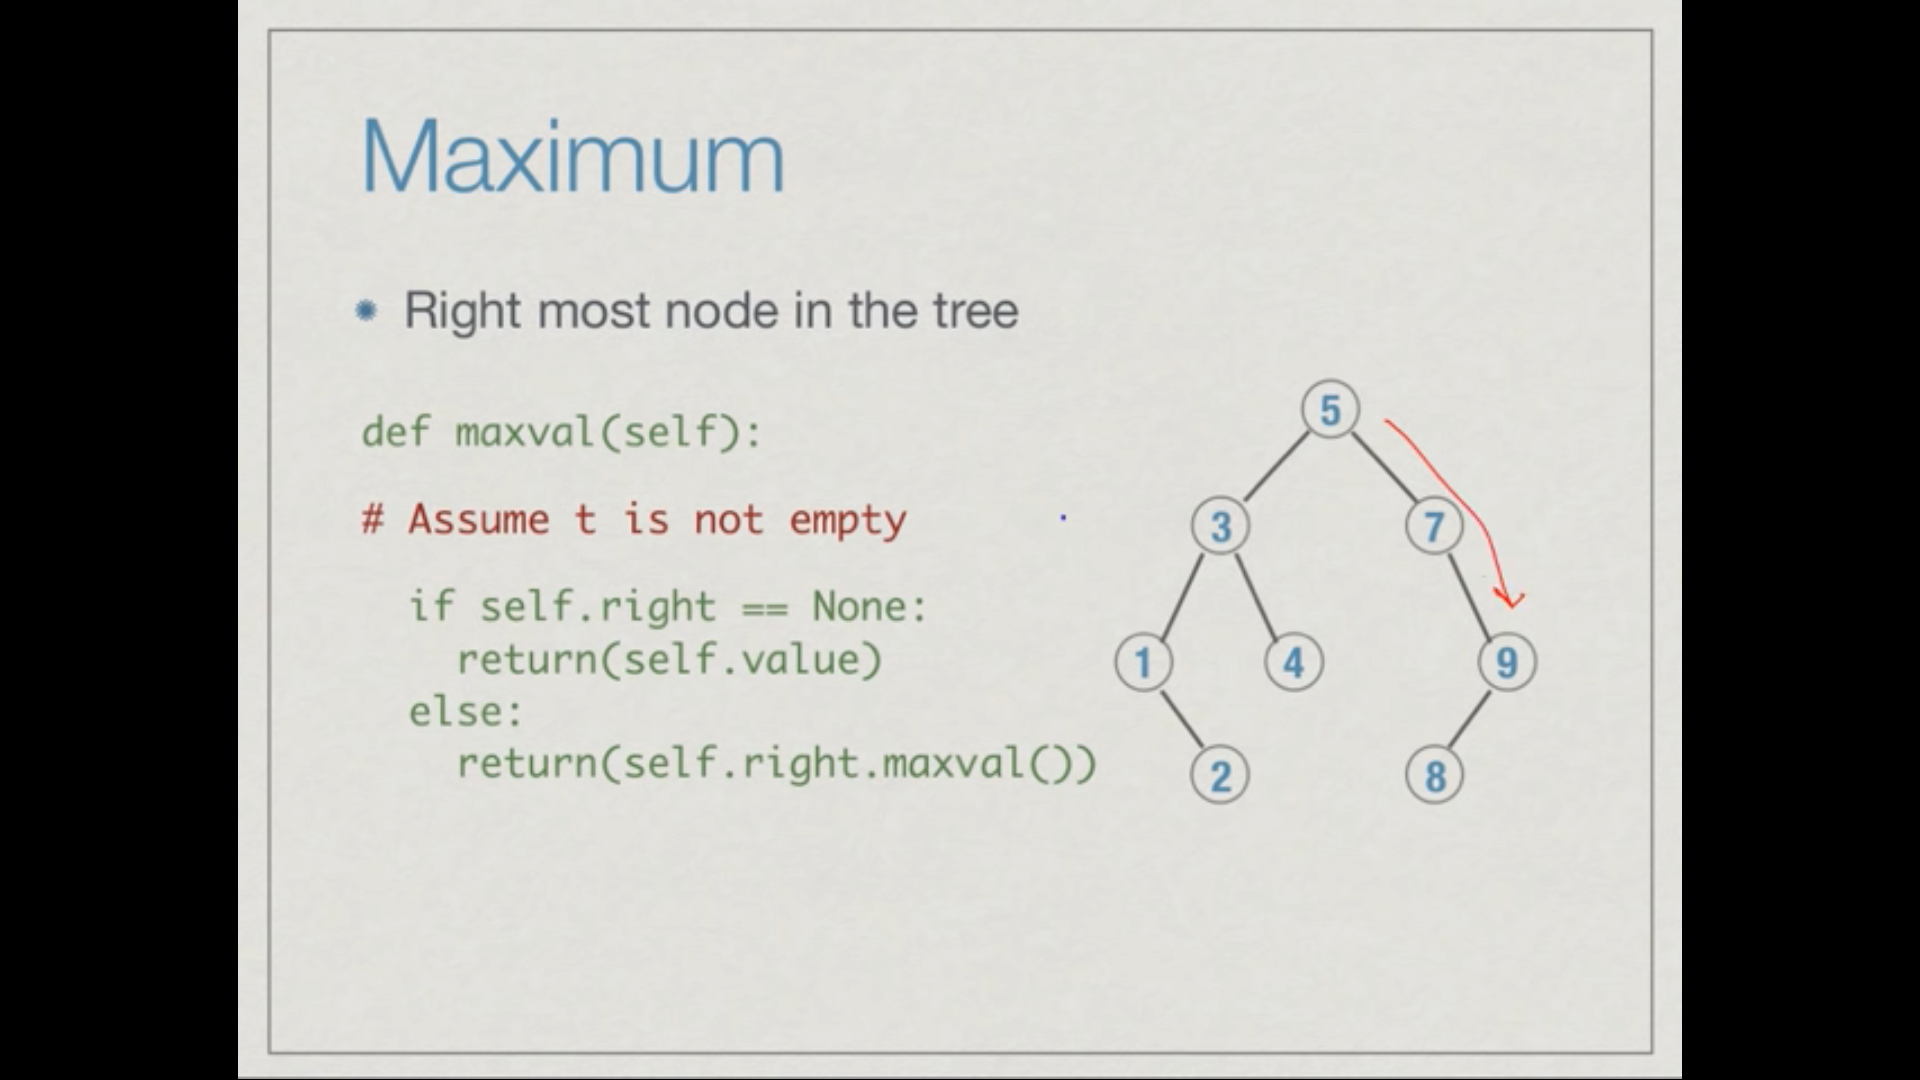 Maximum
Right most node in the tree
def maxval(self):
# Assume t is not empty
if self.right == None:
return(self.value)
else:
return(self.right.maxval())
5
3 7
1 4 9
2 8